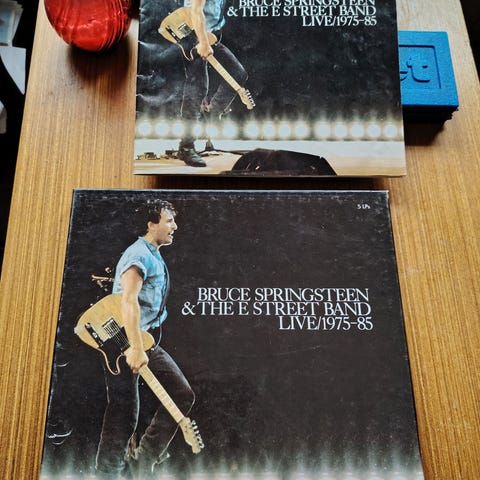 BRUCE SPRINGSTEEN
& THE E STREET BAND
LIVE/1975-85
5 LPs
BRUCE SPRINGSTEEN
& THE E STREET BAND
LIVE/1975-85